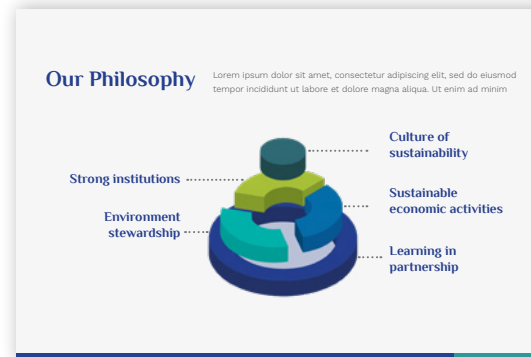 Our Philosophy
Lorem ipsum dolor sit amet, consectetur adipiscing elit, sed do eiusmod
tempor incididunt ut labore et dolore magna aliqua. Ut enim ad minim
Culture of
sustainability
Strong institutions
Sustainable
economic activities
Environment
stewardship
Learning in
partnership